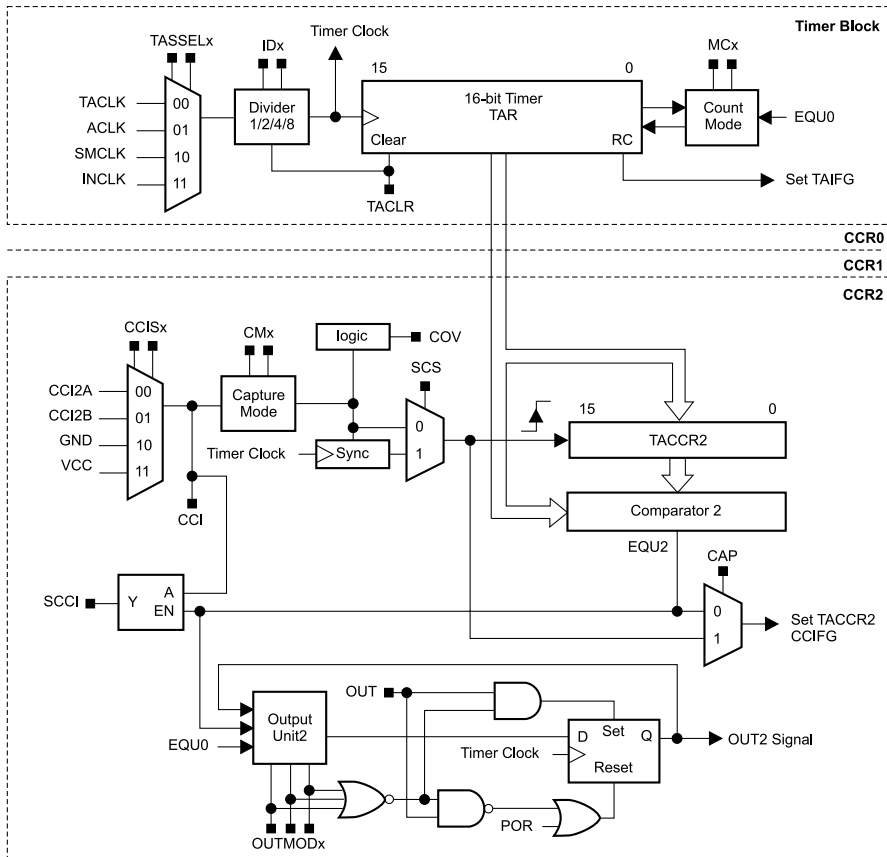 Timer Block
TASSELx
IDx
Timer Clock
MCx
15
0
TACLK
ACLK
SMCLK
INCLK
00
01
10
11
Divider
1/2/4/8
16-bit Timer
TAR
Clear
RC
Count
Mode
EQU0
Set TAIFG
TACLR
CCR0
CCR1
CCR2
CCISx
CMx
logic
COV
SCS
CCI2A
CCI2B
GND
VCC
00
01
10
11
Capture
Mode
Timer Clock
Sync
0
1
15
0
TACCR2
CCI
Comparator 2
EQU2
CAP
SCCI
Y
A
EN
0
1
Set TACCR2
CCIFG
OUT
Output
Unit2
EQU0
Timer Clock
D
Set
Q
Reset
OUT2 Signal
POR
OUTMODx